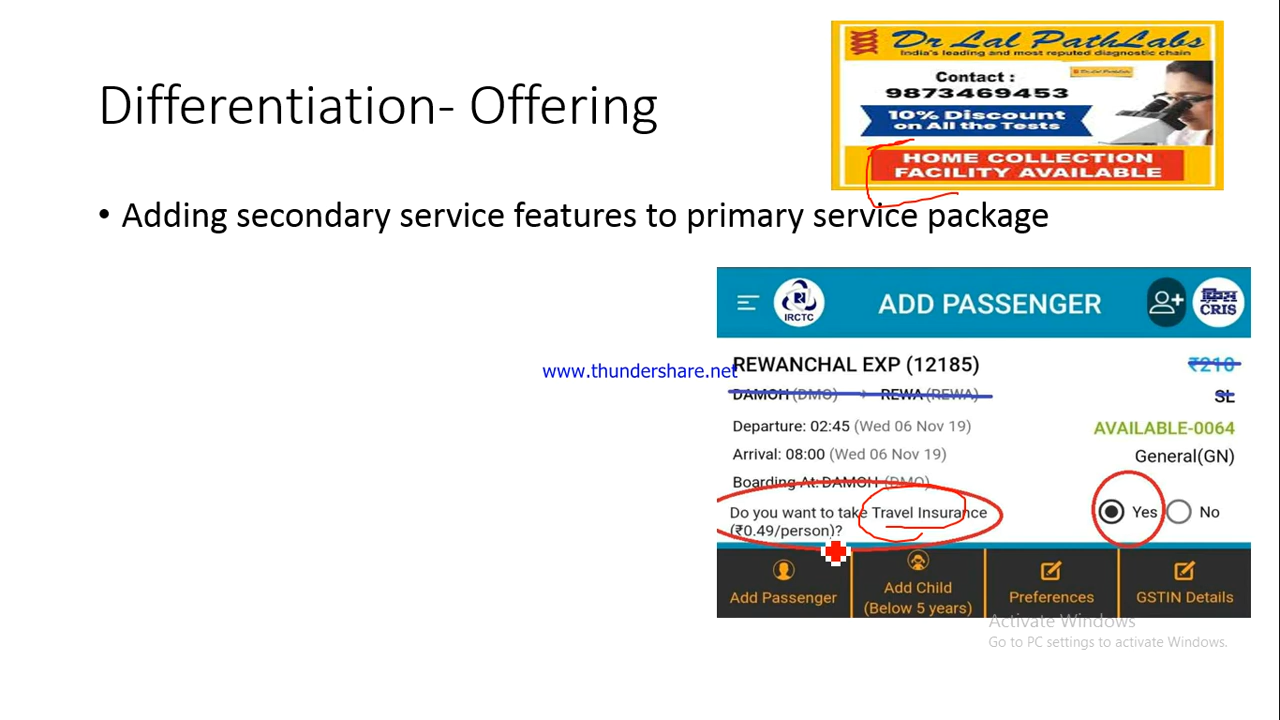 Differentiation- Offering
• Adding secondary service features to primary service package
Dr Lal PathLabs
India's leading and most reputed diagnostic chain
Contact :
9873469453
Dr Lal PathLabs
10% Discount
on All the Tests
HOME COLLECTION
FACILITY AVAILABLE
www.thundershare.net
IRCTC
ADD PASSENGER
क्रिस
CRIS
REWANCHAL EXP (12185)
₹210
DAMOH (DMO) → REWA (REWA)
SL
Departure: 02:45 (Wed 06 Nov 19)
AVAILABLE-0064
Arrival: 08:00 (Wed 06 Nov 19)
General(GN)
Boarding At: DAMOH (DMO)
Do you want to take Travel Insurance
(₹0.49/person)?
Yes
No
Add Passenger
Add Child
(Below 5 years)
Preferences
GSTIN Details
Activate Windows
Go to PC settings to activate Windows.